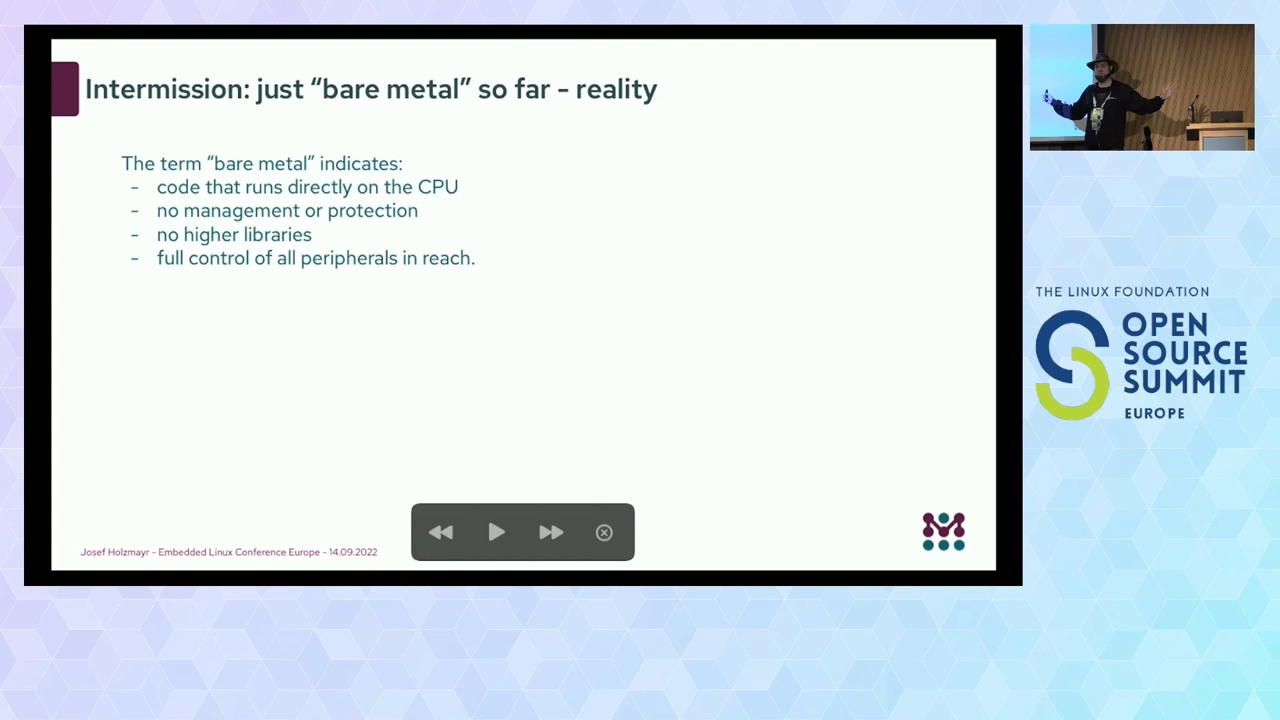 Intermission: just “bare metal” so far - reality
The term “bare metal” indicates:
- code that runs directly on the CPU
- no management or protection
- no higher libraries
- full control of all peripherals in reach.
Josef Holzmayr - Embedded Linux Conference Europe - 14.09.2022
THE LINUX FOUNDATION
OPEN
SOURCE
SUMMIT
EUROPE